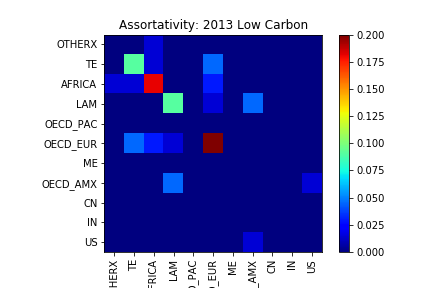 Assortativity: 2013 Low Carbon
OTHERX
TE
AFRICA
LAM
OECD_PAC
OECD_EUR
ME
OECD_AMX
CN
IN
US
0.200
0.175
0.150
0.125
0.100
0.075
0.050
0.025
0.000
HERX
TE
FRICA
LAM
D_PAC
D_EUR
ME
_AMX
CN
IN
US